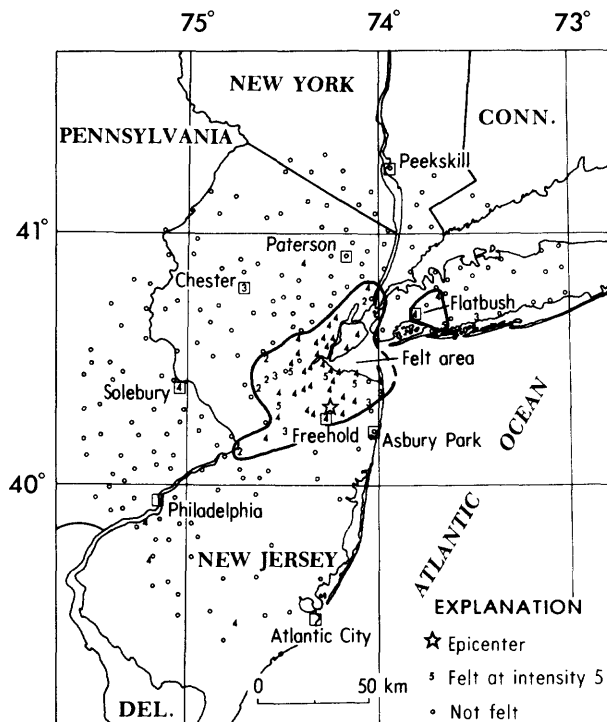 75° 74° 73°
NEW YORK
CONN.
PENNSYLVANIA
Peekskill
41°
Paterson
Chester
Flatbush
Felt area
Solebury
OCEAN
Freehold
Asbury Park
40°
Philadelphia
ATLANTIC
NEW JERSEY
EXPLANATION
Atlantic City
Epicenter
5 Felt at intensity 5
0 50 km
Not felt
DEL.